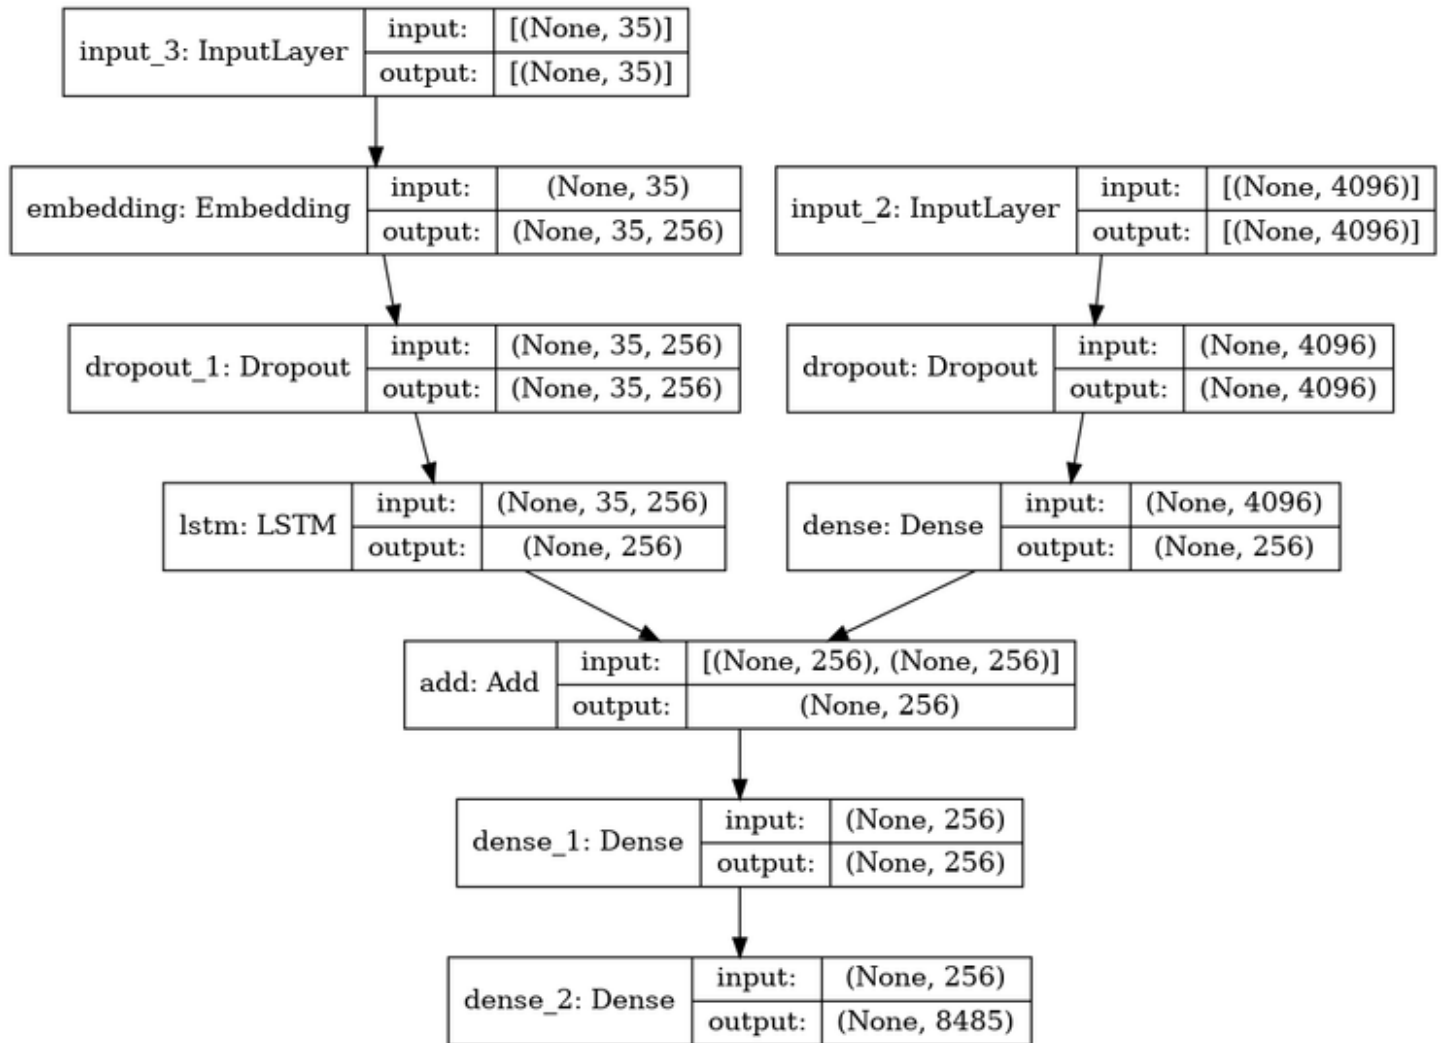 input_3: InputLayer
input: [(None, 35)]
output: [(None, 35)]
embedding: Embedding
input: (None, 35)
output: (None, 35, 256)
input_2: InputLayer
input: [(None, 4096)]
output: [(None, 4096)]
dropout_1: Dropout
input: (None, 35, 256)
output: (None, 35, 256)
dropout: Dropout
input: (None, 4096)
output: (None, 4096)
lstm: LSTM
input: (None, 35, 256)
output: (None, 256)
dense: Dense
input: (None, 4096)
output: (None, 256)
add: Add
input: [(None, 256), (None, 256)]
output: (None, 256)
dense_1: Dense
input: (None, 256)
output: (None, 256)
dense_2: Dense
input: (None, 256)
output: (None, 8485)